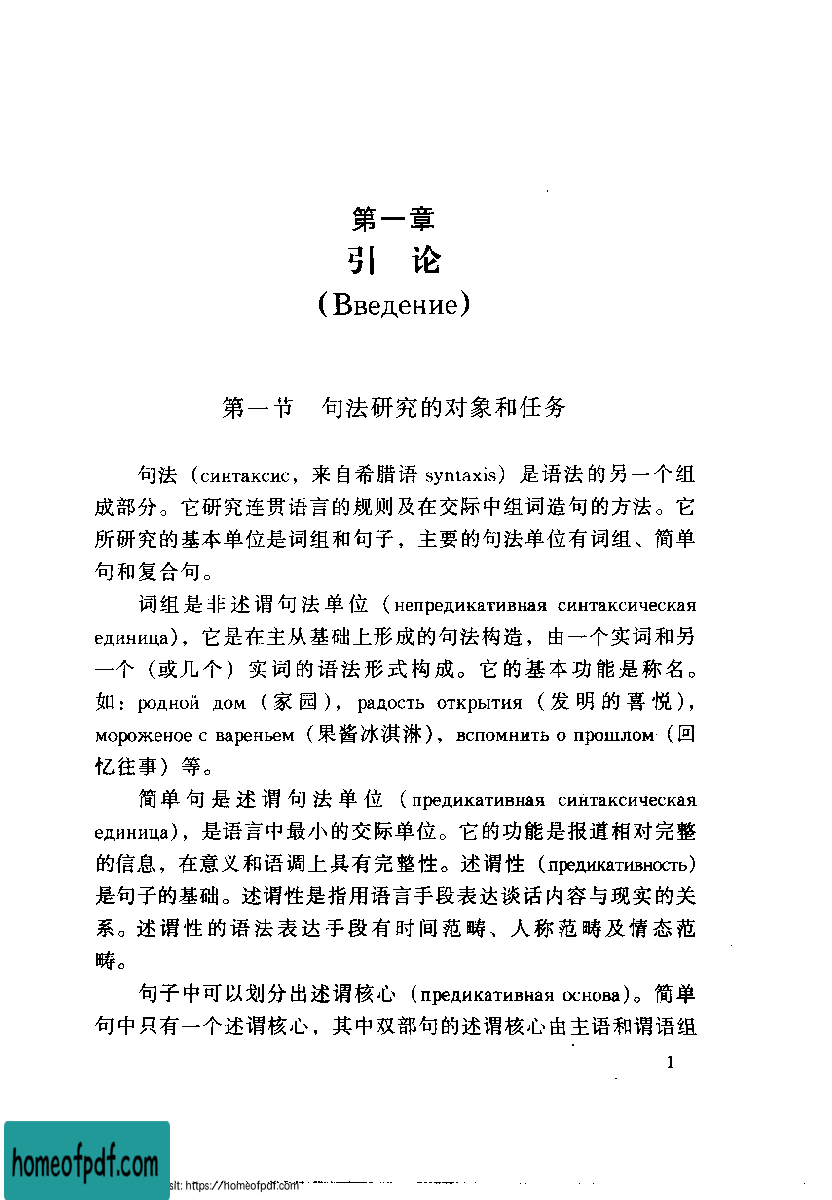 第一章
引 论
(Введение)
第一节 句法研究的对象和任务
句法（синтаксис，来自希腊语 syntaxis）是语法的另一个组
成部分。它研究连贯语言的规则及在交际中组词造句的方法。它
所研究的基本单位是词组和句子，主要的句法单位有词组、简单
句和复合句。
词组是非述谓句法单位（непредикативная синтаксическая
единица），它是在主从基础上形成的句法构造，由一个实词和另
一个（或几个）实词的语法形式构成。它的基本功能是称名。
如：родной дом（家园），радость открытия（发明的喜悦），
мороженое с вареньем（果酱冰淇淋），вспомнить о прошлом（回
忆往事）等。
简单句是述谓句法单位（предикативная синтаксическая
единица），是语言中最小的交际单位。它的功能是报道相对完整
的信息，在意义和语调上具有完整性。述谓性（предикативность）
是句子的基础。述谓性是指用语言手段表达谈话内容与现实的关
系。述谓性的语法表达手段有时间范畴、人称范畴及情态范
畴。
句子中可以划分出述谓核心（предикативная основа）。简单
句中只有一个述谓核心，其中双部句的述谓核心由主语和谓语组
1
homeofpdf.com
sit: https://homeofpdf.com